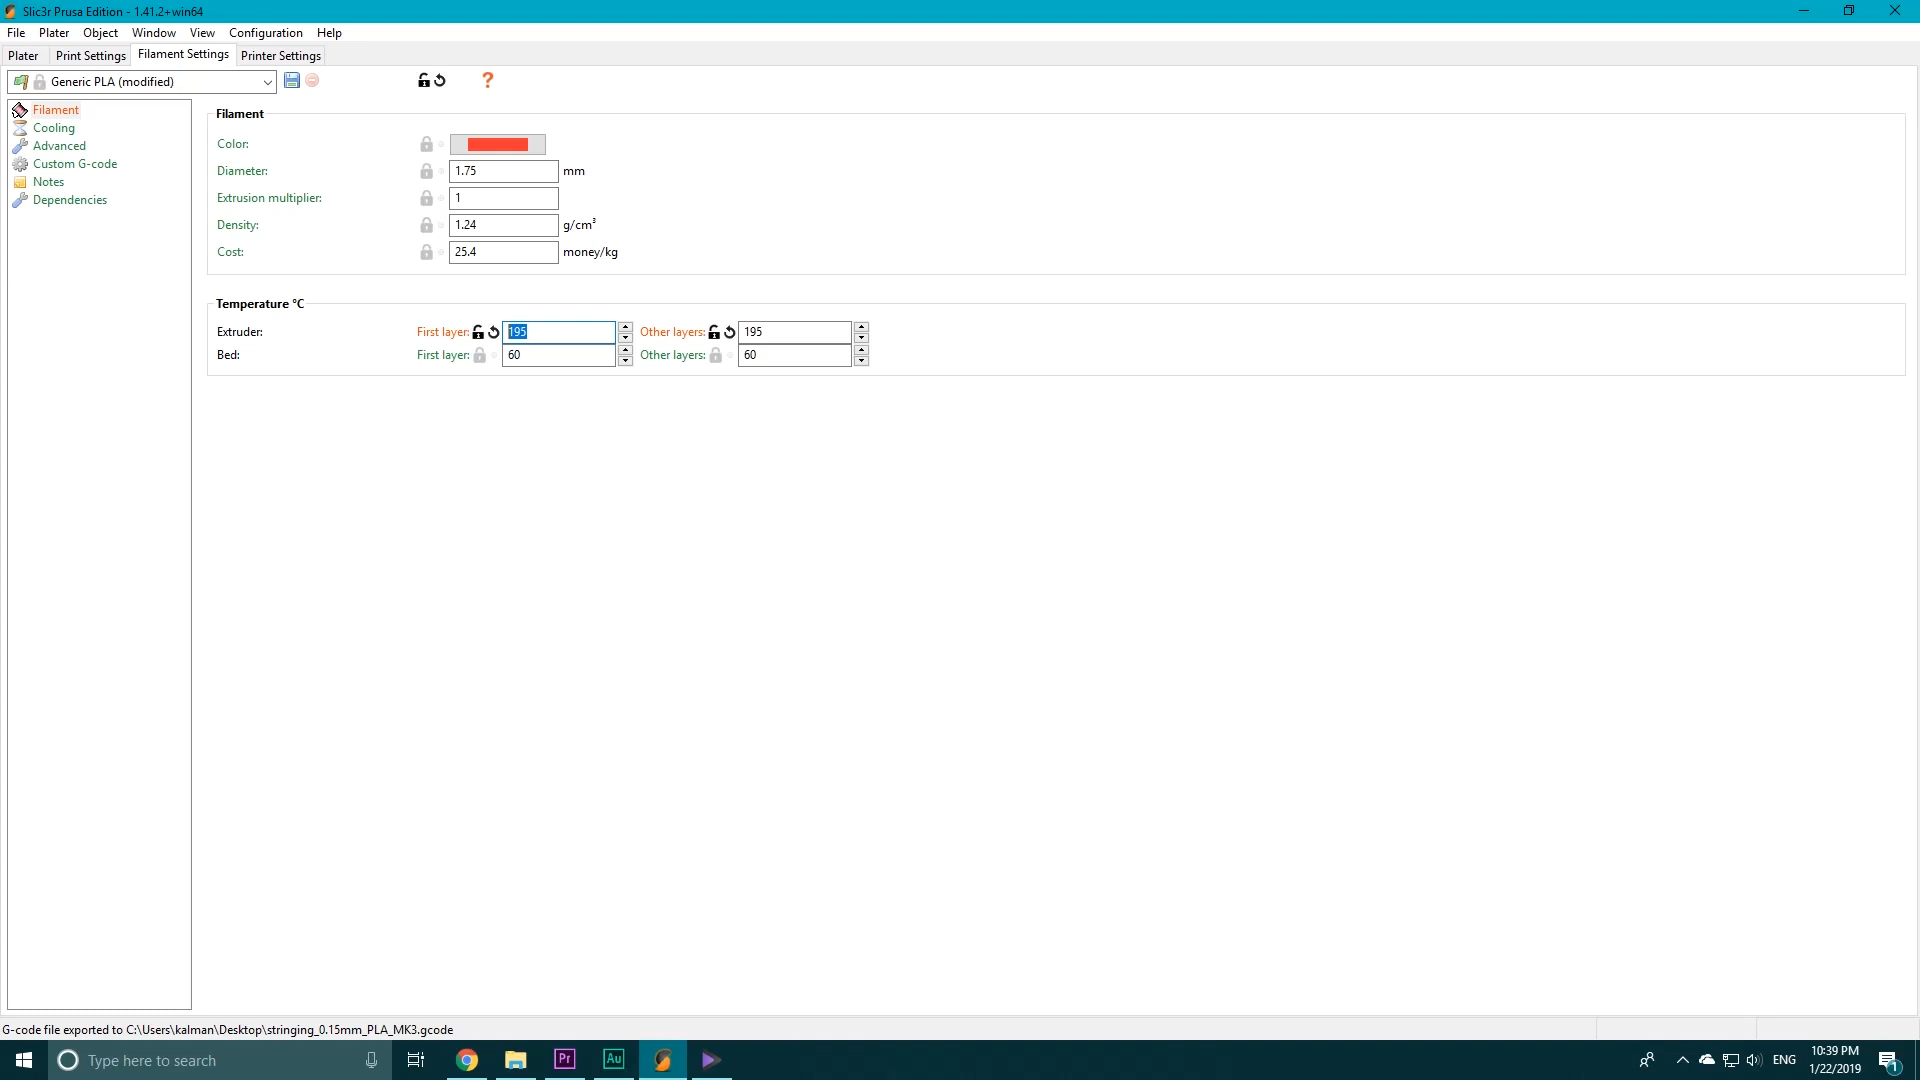 Slic3r Prusa Edition - 1.41.2+win64
File Plater Object Window View Configuration Help
Plater Print Settings Filament Settings Printer Settings
Generic PLA (modified) ?
Filament
Cooling
Advanced
Custom G-code
Notes
Dependencies
Filament
Color:
Diameter: 1.75 mm
Extrusion multiplier: 1
Density: 1.24 g/cm³
Cost: 25.4 money/kg
Temperature °C
Extruder: First layer: 195 Other layers: 195
Bed: First layer: 60 Other layers: 60
G-code file exported to C:\Users\kalman\Desktop\stringing_0.15mm_PLA_MK3.gcode
Type here to search Pr Au ENG 10:39 PM
1/22/2019 1